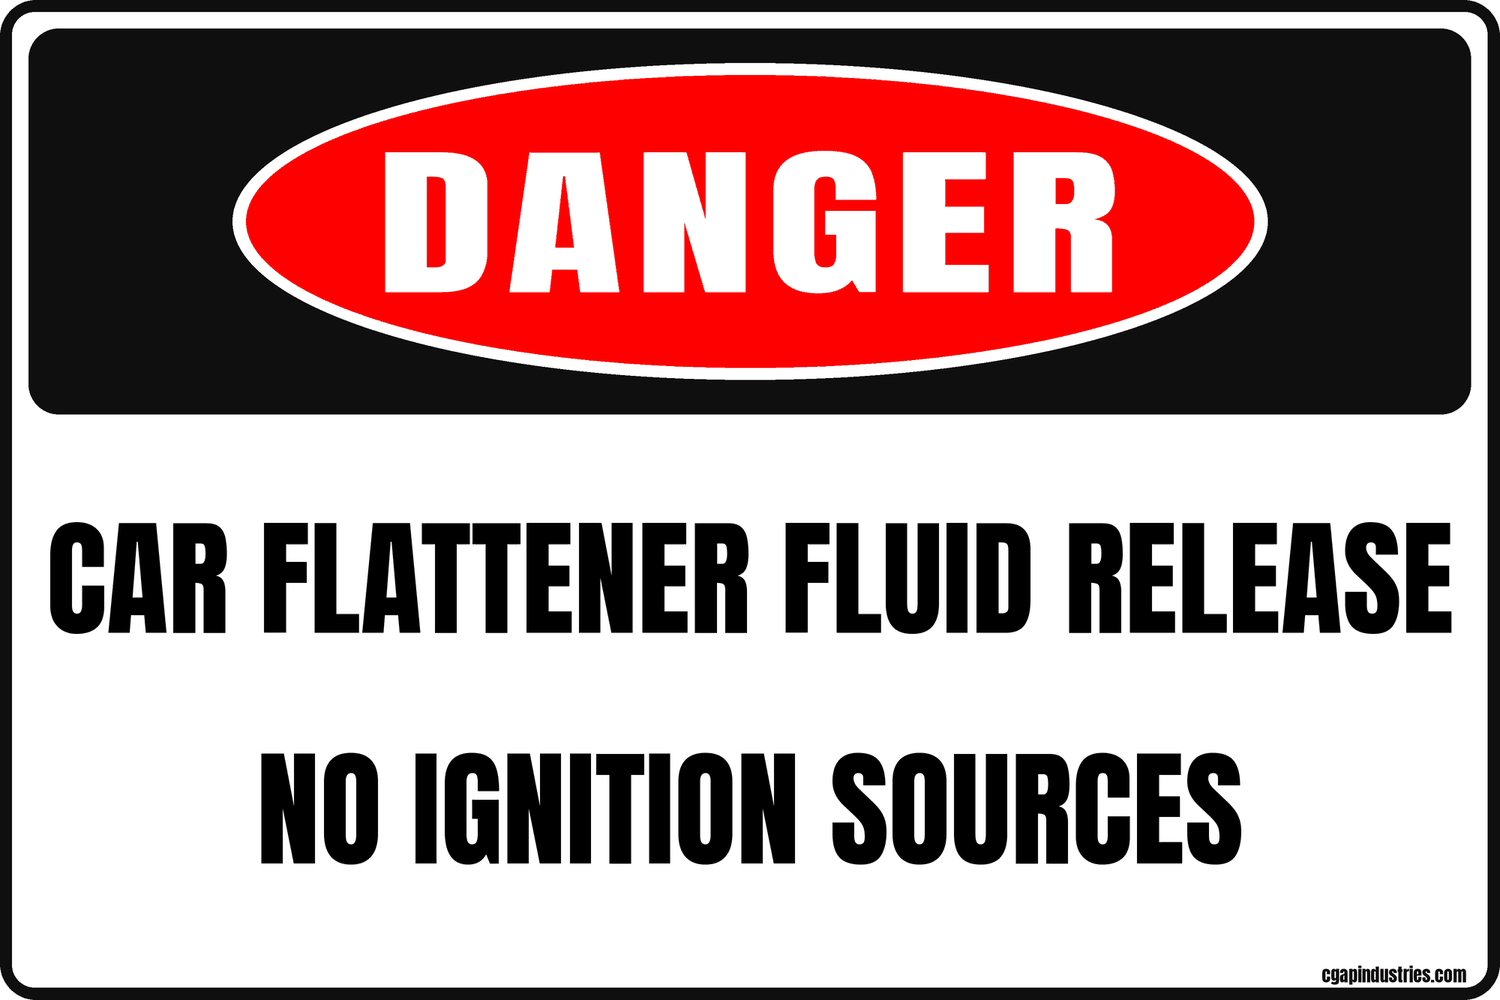 DANGER
CAR FLATTENER FLUID RELEASE
NO IGNITION SOURCES
cgapindustries.com